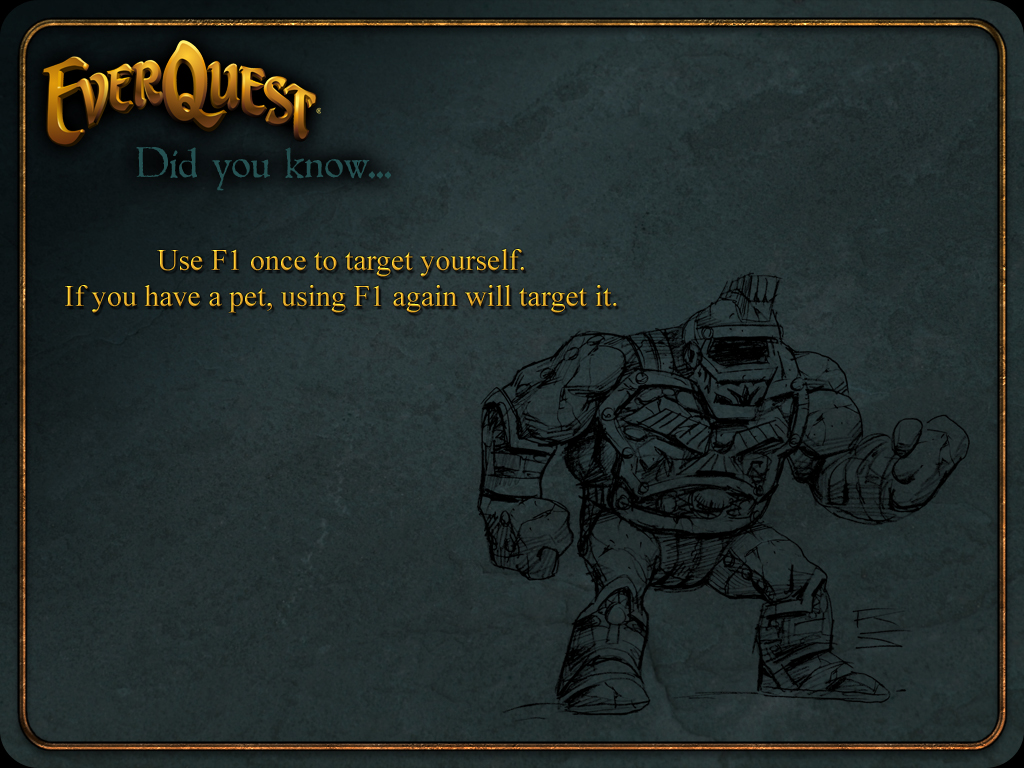 EverQuest
Did you know...
Use F1 once to target yourself.
If you have a pet, using F1 again will target it.